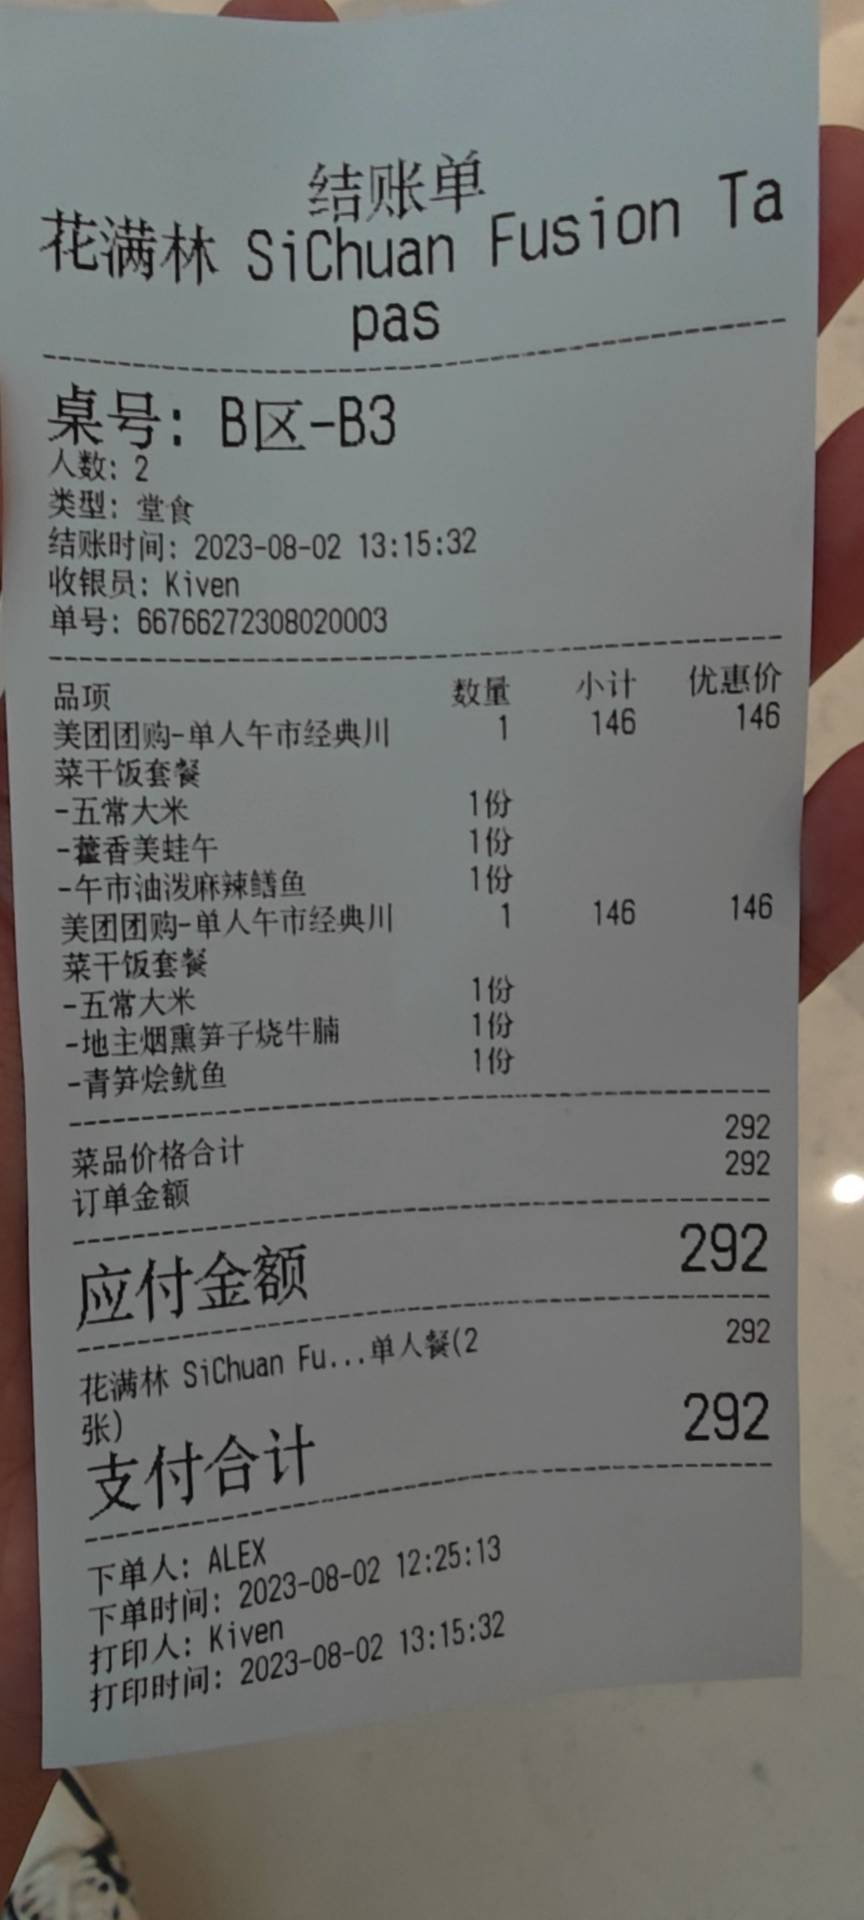 结账单
花满林 SiChuan Fusion Ta
pas
桌号: B区-B3
人数: 2
类型: 堂食
结账时间: 2023-08-02 13:15:32
收银员: Kiven
单号: 66766272308020003
品项 数量 小计 优惠价
美团团购-单人午市经典川 1 146 146
菜干饭套餐
-五常大米 1份
-藿香美蛙午 1份
-午市油泼麻辣鳝鱼 1份
美团团购-单人午市经典川 1 146 146
菜干饭套餐
-五常大米 1份
-地主烟熏笋子烧牛腩 1份
-青笋烩鱿鱼 1份
菜品价格合计 292
订单金额 292
应付金额 292
花满林 SiChuan Fu...单人餐(2 292
张)
支付合计 292
下单人: ALEX
下单时间: 2023-08-02 12:25:13
打印人: Kiven
打印时间: 2023-08-02 13:15:32